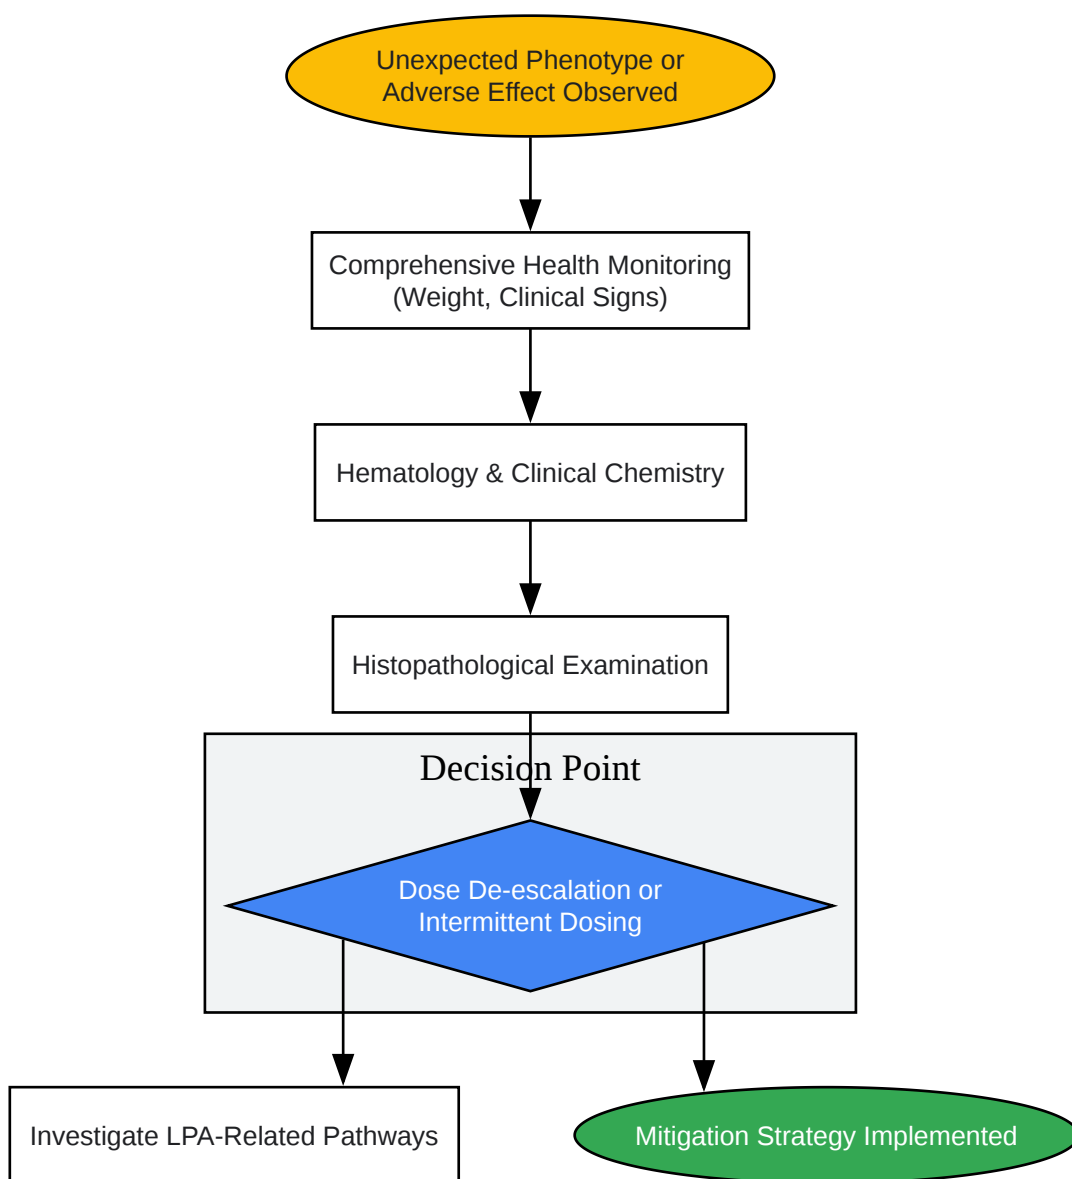 Unexpected Phenotype or
Adverse Effect Observed
Comprehensive Health Monitoring
(Weight, Clinical Signs)
Hematology & Clinical Chemistry
Histopathological Examination
Decision Point
Dose De-escalation or
Intermittent Dosing
Investigate LPA-Related Pathways
Mitigation Strategy Implemented